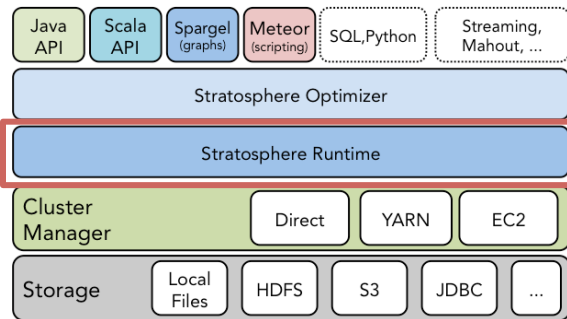 Java
API
Scala
API
Spargel
(graphs)
Meteor
(scripting)
SQL,Python
Streaming,
Mahout, ...
Stratosphere Optimizer
Stratosphere Runtime
Cluster
Manager
Direct
YARN
EC2
Storage
Local
Files
HDFS
S3
JDBC
...